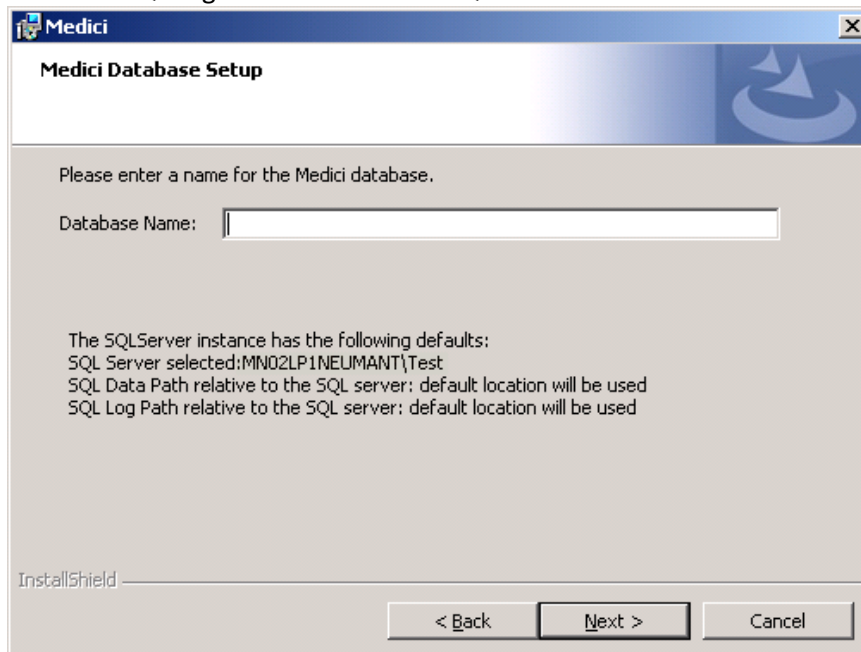 Medici
Medici Database Setup
Please enter a name for the Medici database.
Database Name:
The SQLServer instance has the following defaults:
SQL Server selected:MN02LP1NEUMANT\Test
SQL Data Path relative to the SQL server: default location will be used
SQL Log Path relative to the SQL server: default location will be used
InstallShield
< Back
Next >
Cancel